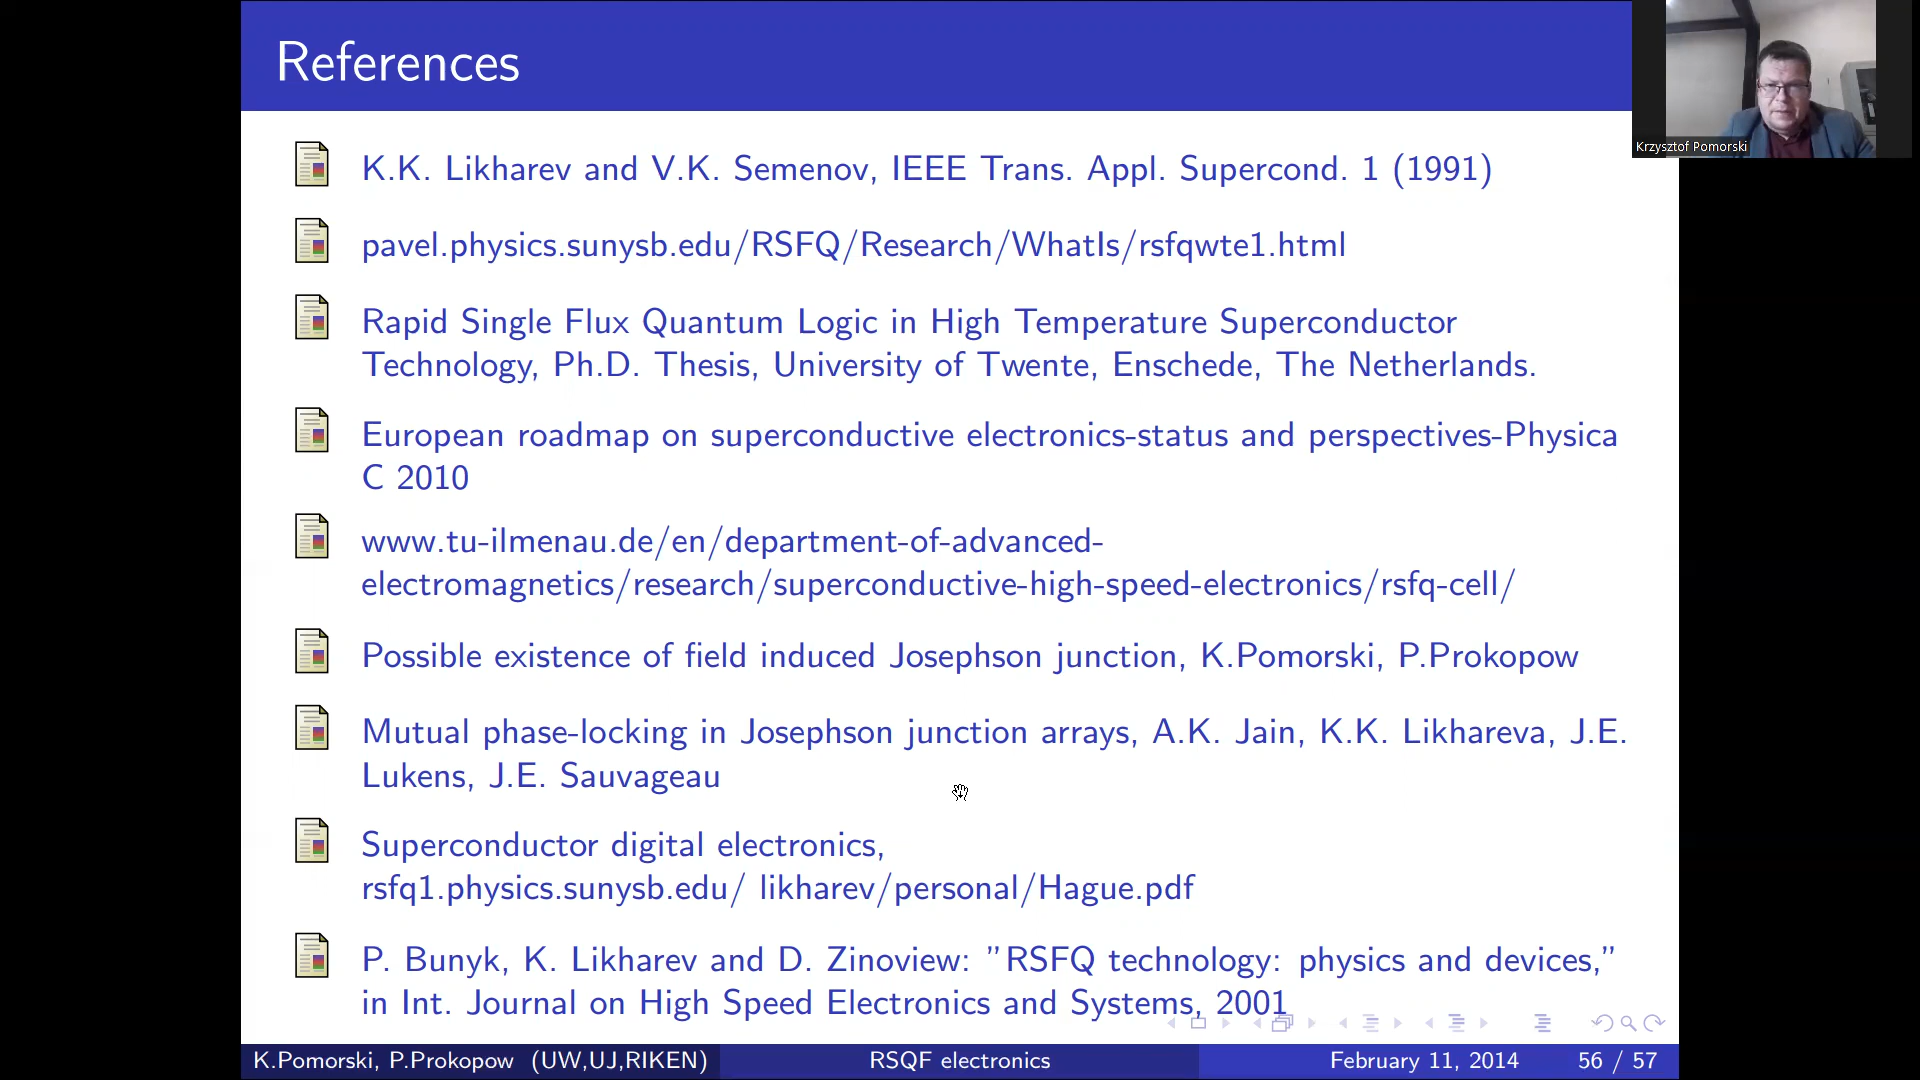 References
Krzysztof Pomorski
K.K. Likharev and V.K. Semenov, IEEE Trans. Appl. Supercond. 1 (1991)
pavel.physics.sunysb.edu/RSFQ/Research/WhatIs/rsfqwte1.html
Rapid Single Flux Quantum Logic in High Temperature Superconductor
Technology, Ph.D. Thesis, University of Twente, Enschede, The Netherlands.
European roadmap on superconductive electronics-status and perspectives-Physica
C 2010
www.tu-ilmenau.de/en/department-of-advanced-
electromagnetics/research/superconductive-high-speed-electronics/rsfq-cell/
Possible existence of field induced Josephson junction, K.Pomorski, P.Prokopow
Mutual phase-locking in Josephson junction arrays, A.K. Jain, K.K. Likhareva, J.E.
Lukens, J.E. Sauvageau
Superconductor digital electronics,
rsfq1.physics.sunysb.edu/ likharev/personal/Hague.pdf
P. Bunyk, K. Likharev and D. Zinoview: ”RSFQ technology: physics and devices,”
in Int. Journal on High Speed Electronics and Systems, 2001
K.Pomorski, P.Prokopow (UW,UJ,RIKEN) RSQF electronics February 11, 2014 56 / 57